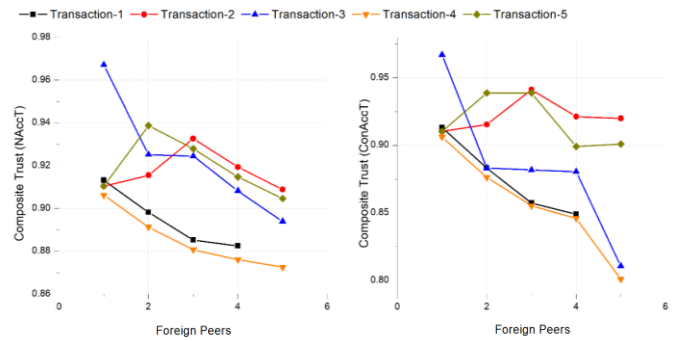 Transaction-1 Transaction-2 Transaction-3 Transaction-4 Transaction-5
0.98
0.96
0.94
0.92
0.90
0.88
0.86
Composite Trust (NAccT)
0 2 4 6
Foreign Peers
0.95
0.90
0.85
0.80
Composite Trust (ConAccT)
0 2 4 6
Foreign Peers